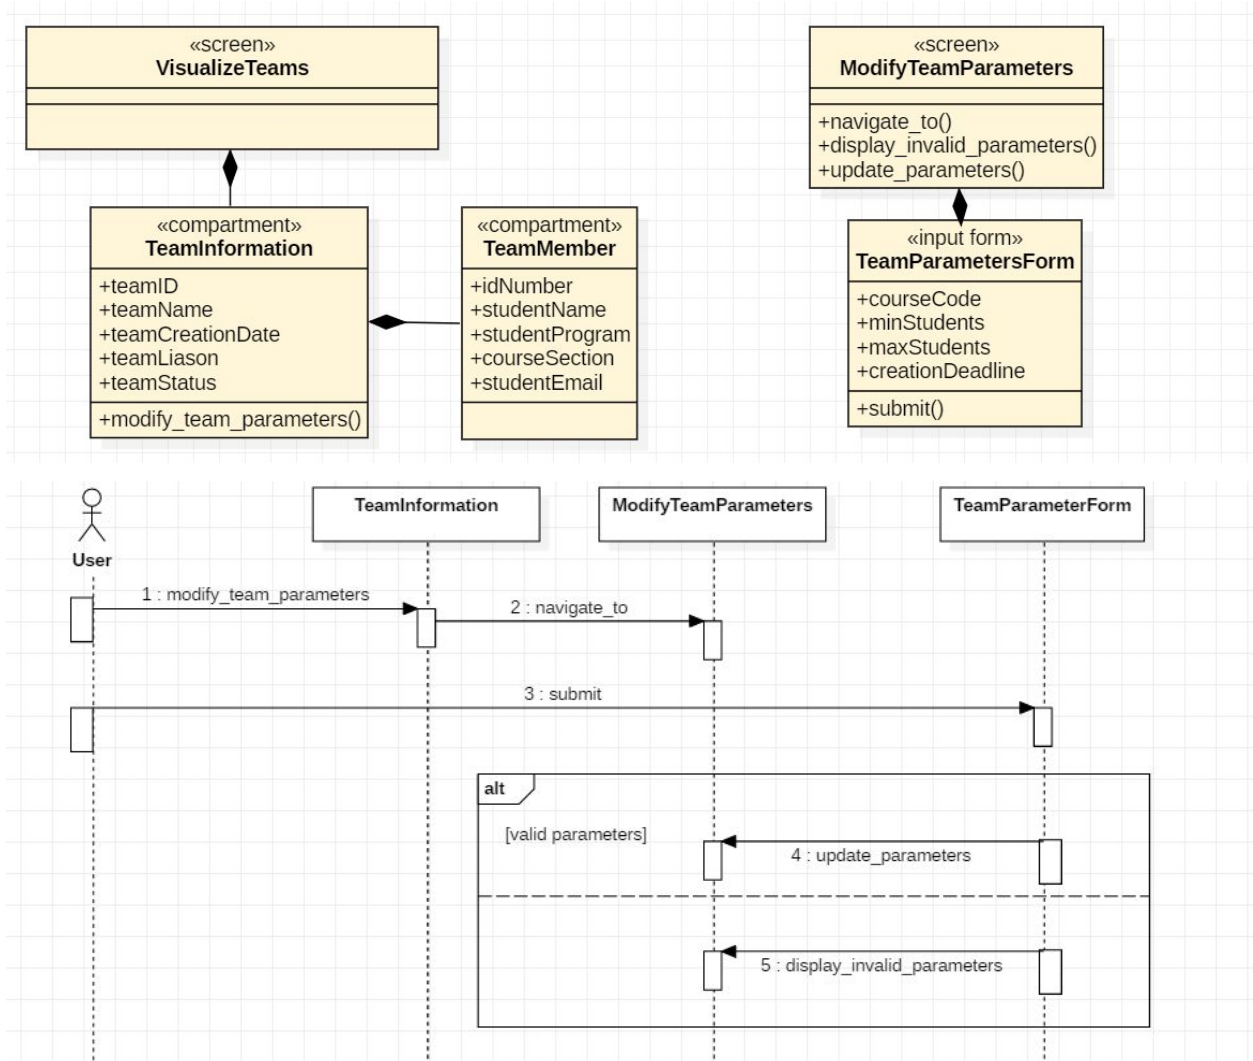 «screen»
VisualizeTeams
«screen»
ModifyTeamParameters
+navigate_to()
+display_invalid_parameters()
+update_parameters()
«compartment»
TeamInformation
+teamID
+teamName
+teamCreationDate
+teamLiason
+teamStatus
+modify_team_parameters()
«compartment»
TeamMember
+idNumber
+studentName
+studentProgram
+courseSection
+studentEmail
«input form»
TeamParametersForm
+courseCode
+minStudents
+maxStudents
+creationDeadline
+submit()
User
TeamInformation
ModifyTeamParameters
TeamParameterForm
1 : modify_team_parameters
2 : navigate_to
3 : submit
alt
[valid parameters]
4 : update_parameters
5 : display_invalid_parameters